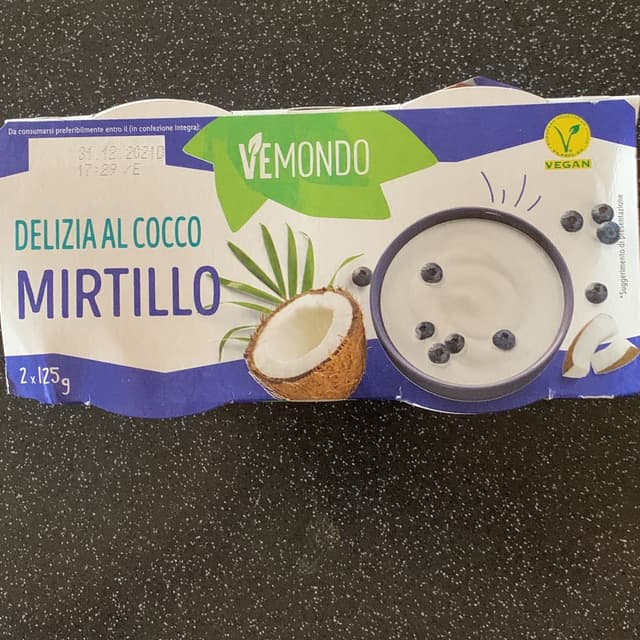 Da consumarsi preferibilmente entro il (in confezione integra):
31.12.2021D
17:29 /E
VEMONDO
V
VEGAN
DELIZIA AL COCCO
MIRTILLO
2 x 125g
*Suggerimento di presentazione